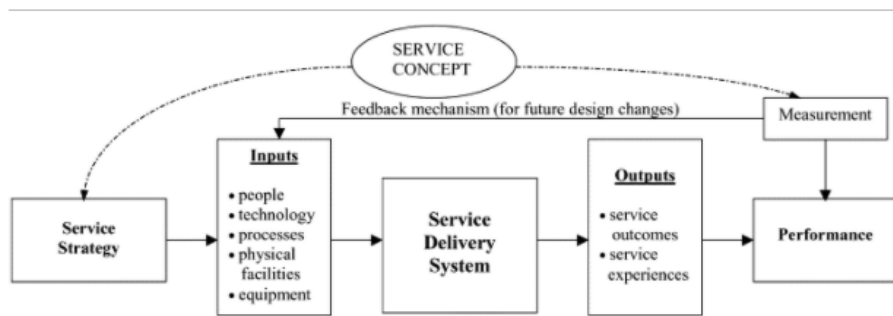 SERVICE
CONCEPT
Feedback mechanism (for future design changes)
Measurement
Inputs
• people
• technology
• processes
• physical
facilities
• equipment
Service
Strategy
Service
Delivery
System
Outputs
• service
outcomes
• service
experiences
Performance